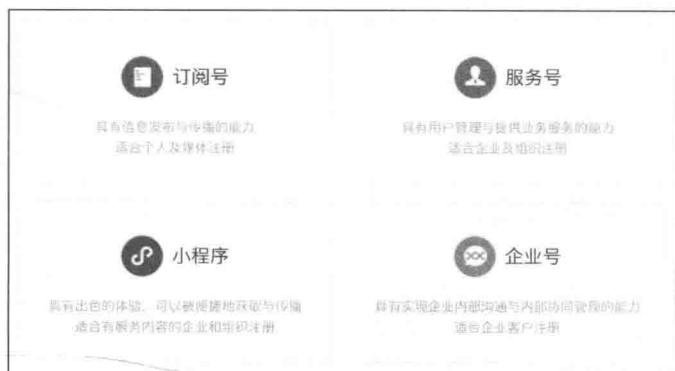 订阅号
具有信息发布与传播的能力
适合个人及媒体注册
服务号
具有用户管理与提供业务服务的能力
适合企业及组织注册
小程序
具有出色的体验，可以被便捷地获取与传播
适合有服务内容的企业和组织注册
企业号
具有实现企业内部沟通与内部协同管理的能力
适合企业客户注册